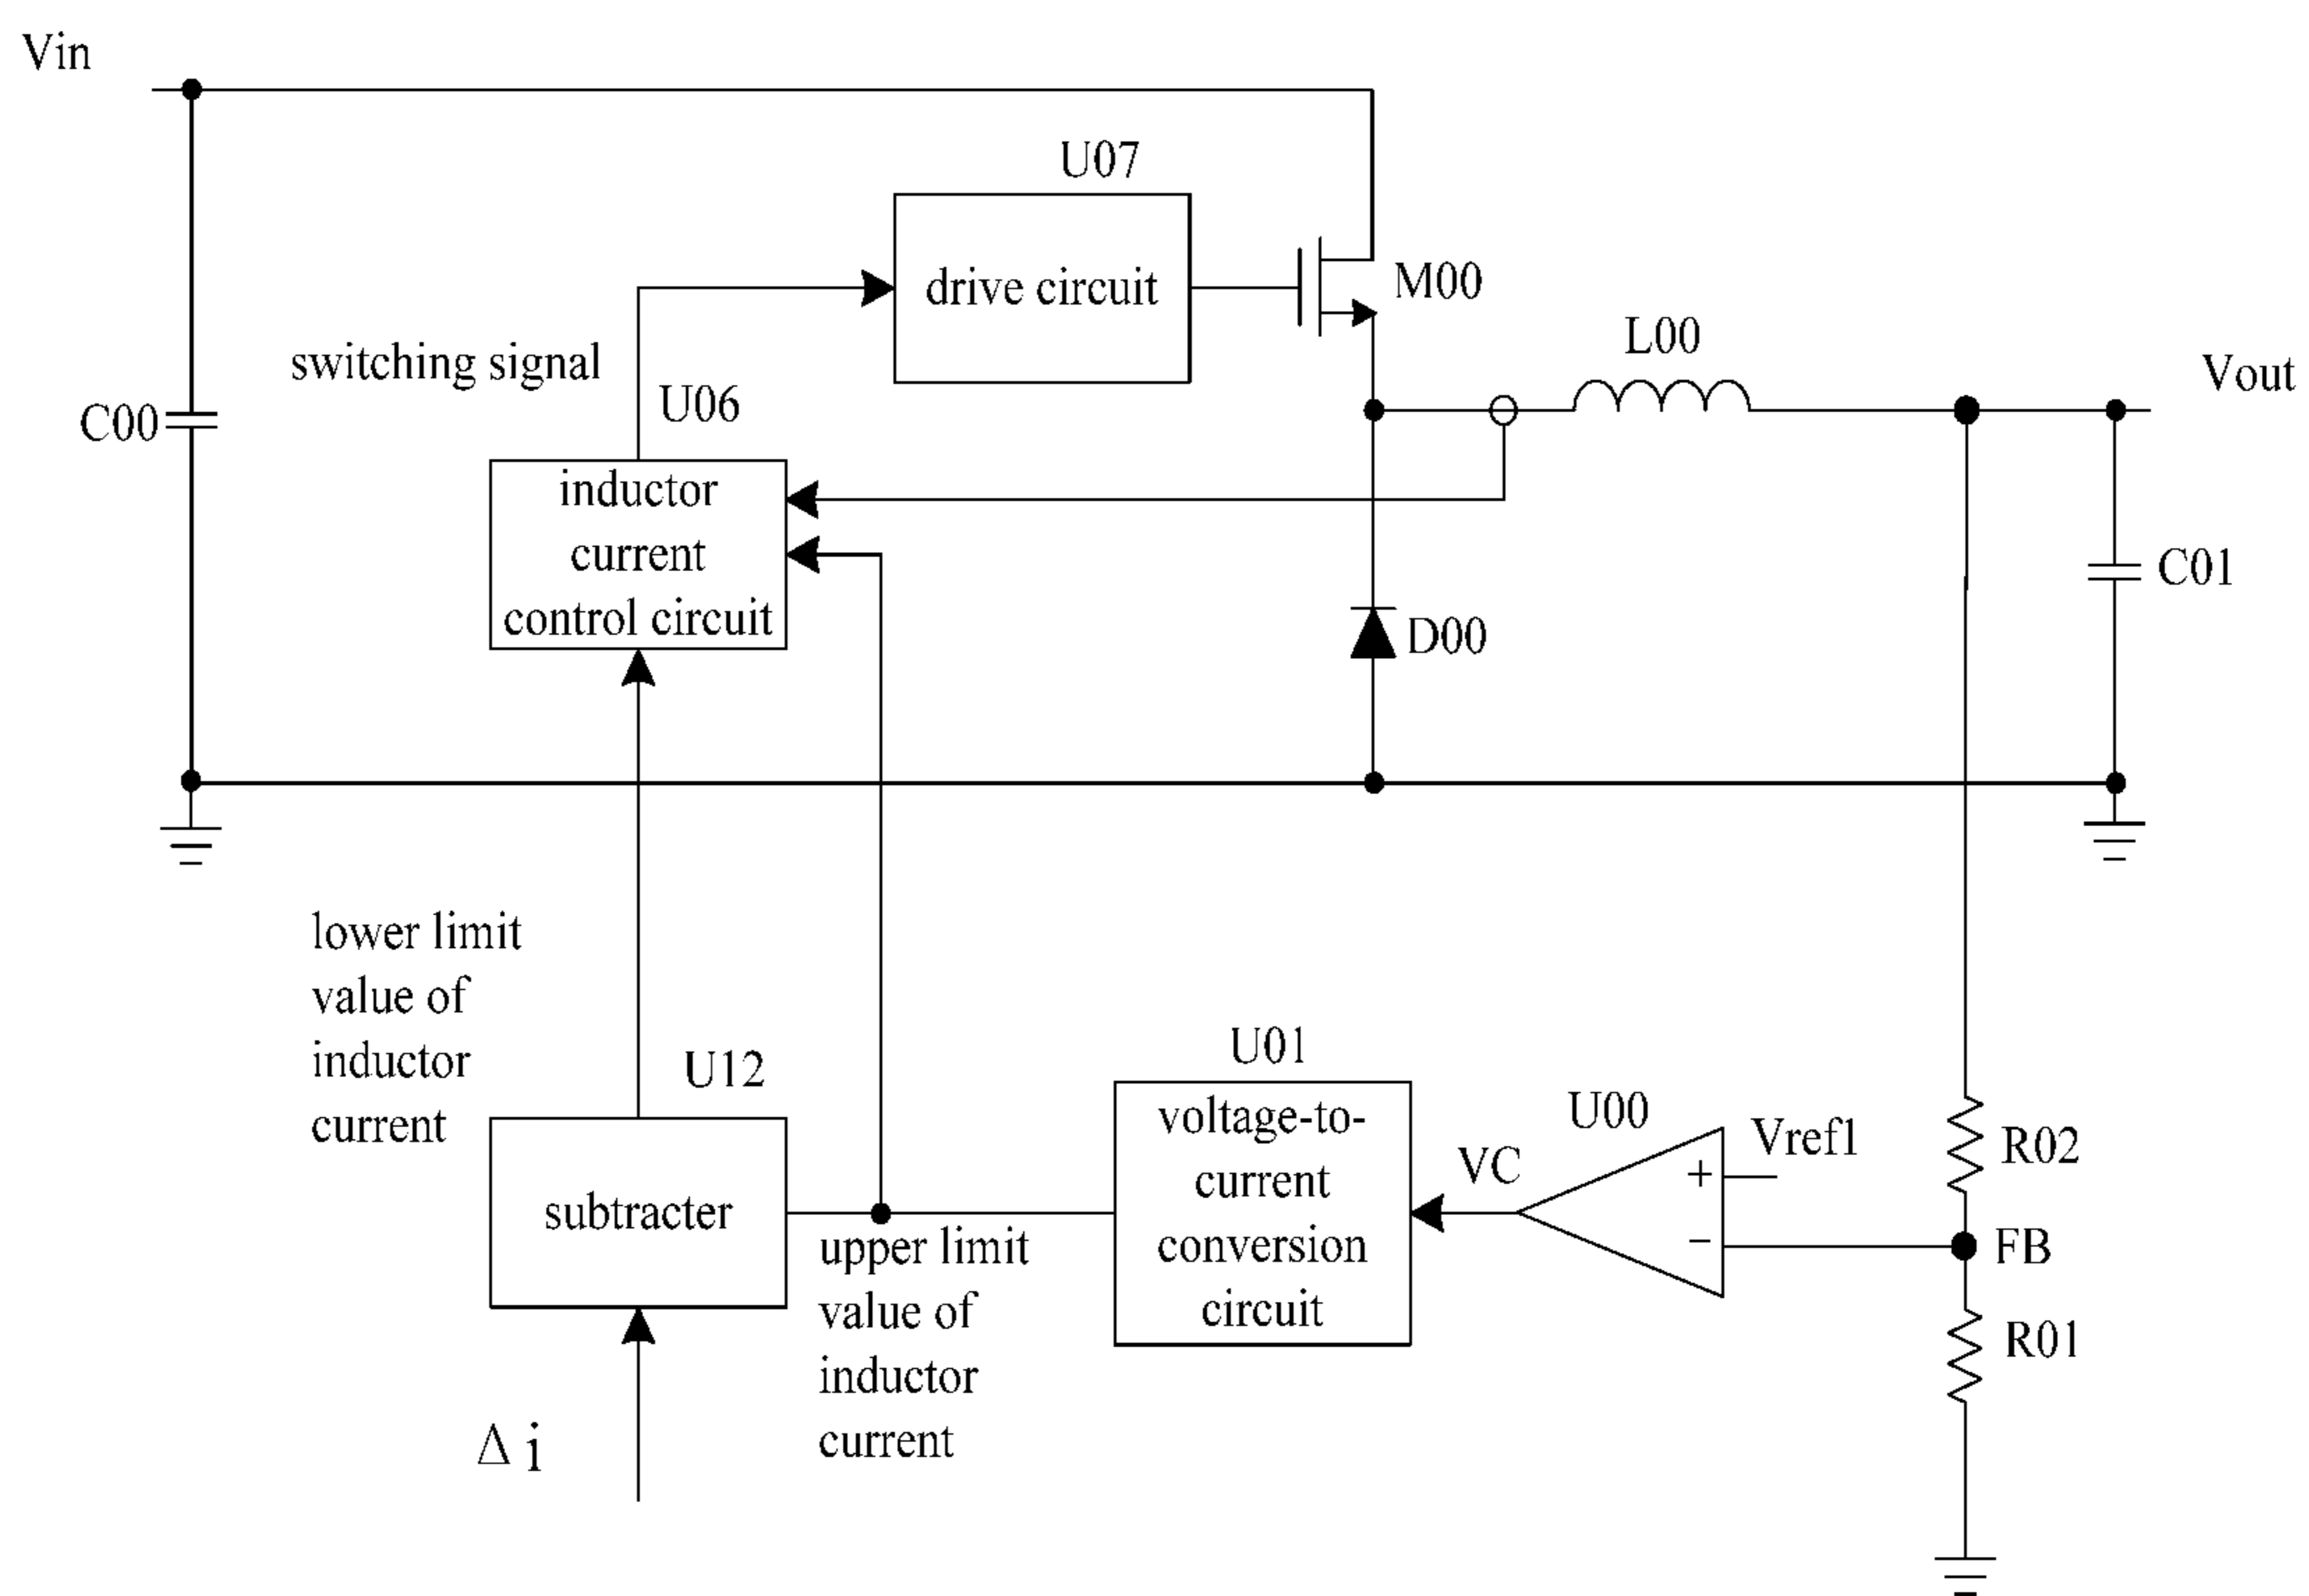 Vin
U07
drive circuit
M00
L00
Vout
switching signal
U06
C00
inductor
current
control circuit
C01
D00
lower limit
value of
inductor
current
U12
subtracter
Δ i
upper limit
value of
inductor
current
U01
voltage-to-
current
conversion
circuit
VC
U00
+
−
Vref1
R02
FB
R01